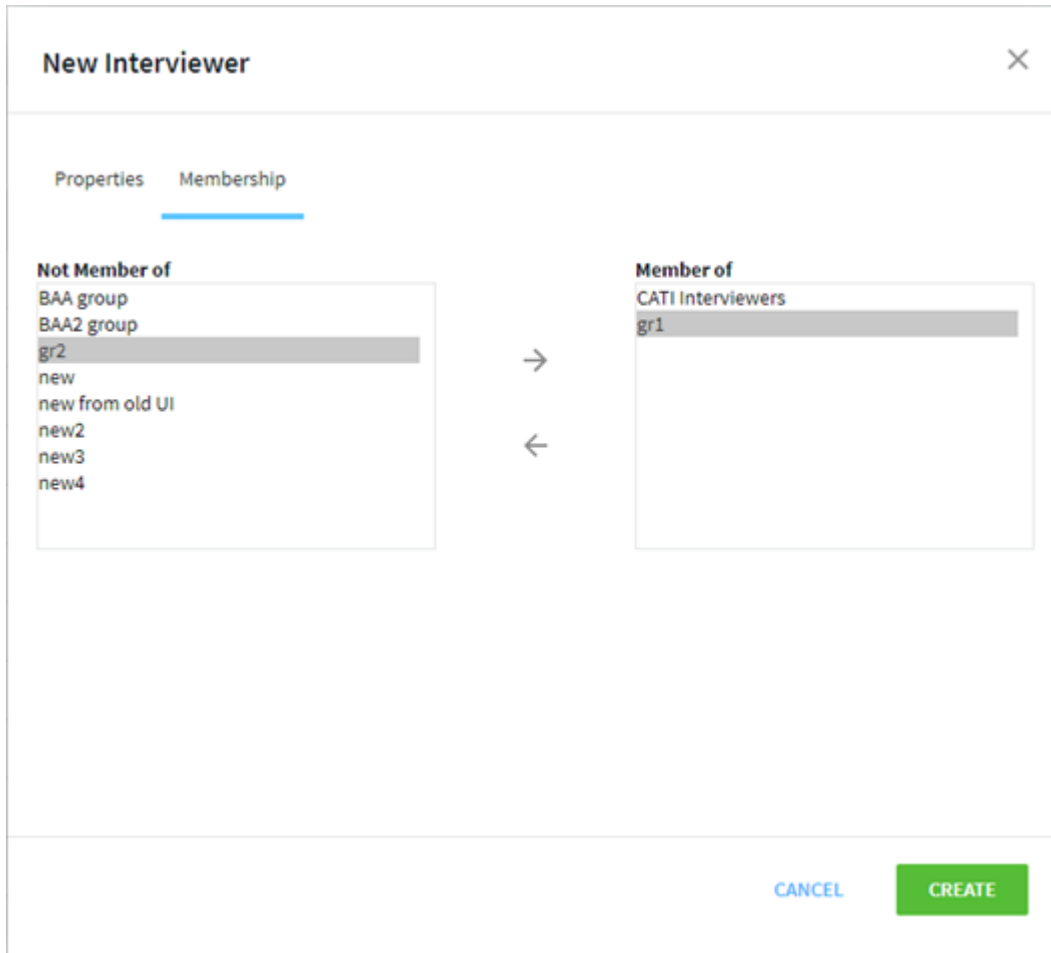 New Interviewer
Properties
Membership
Not Member of
BAA group
BAA2 group
gr2
new
new from old UI
new2
new3
new4
Member of
CATI Interviewers
gr1
CANCEL
CREATE